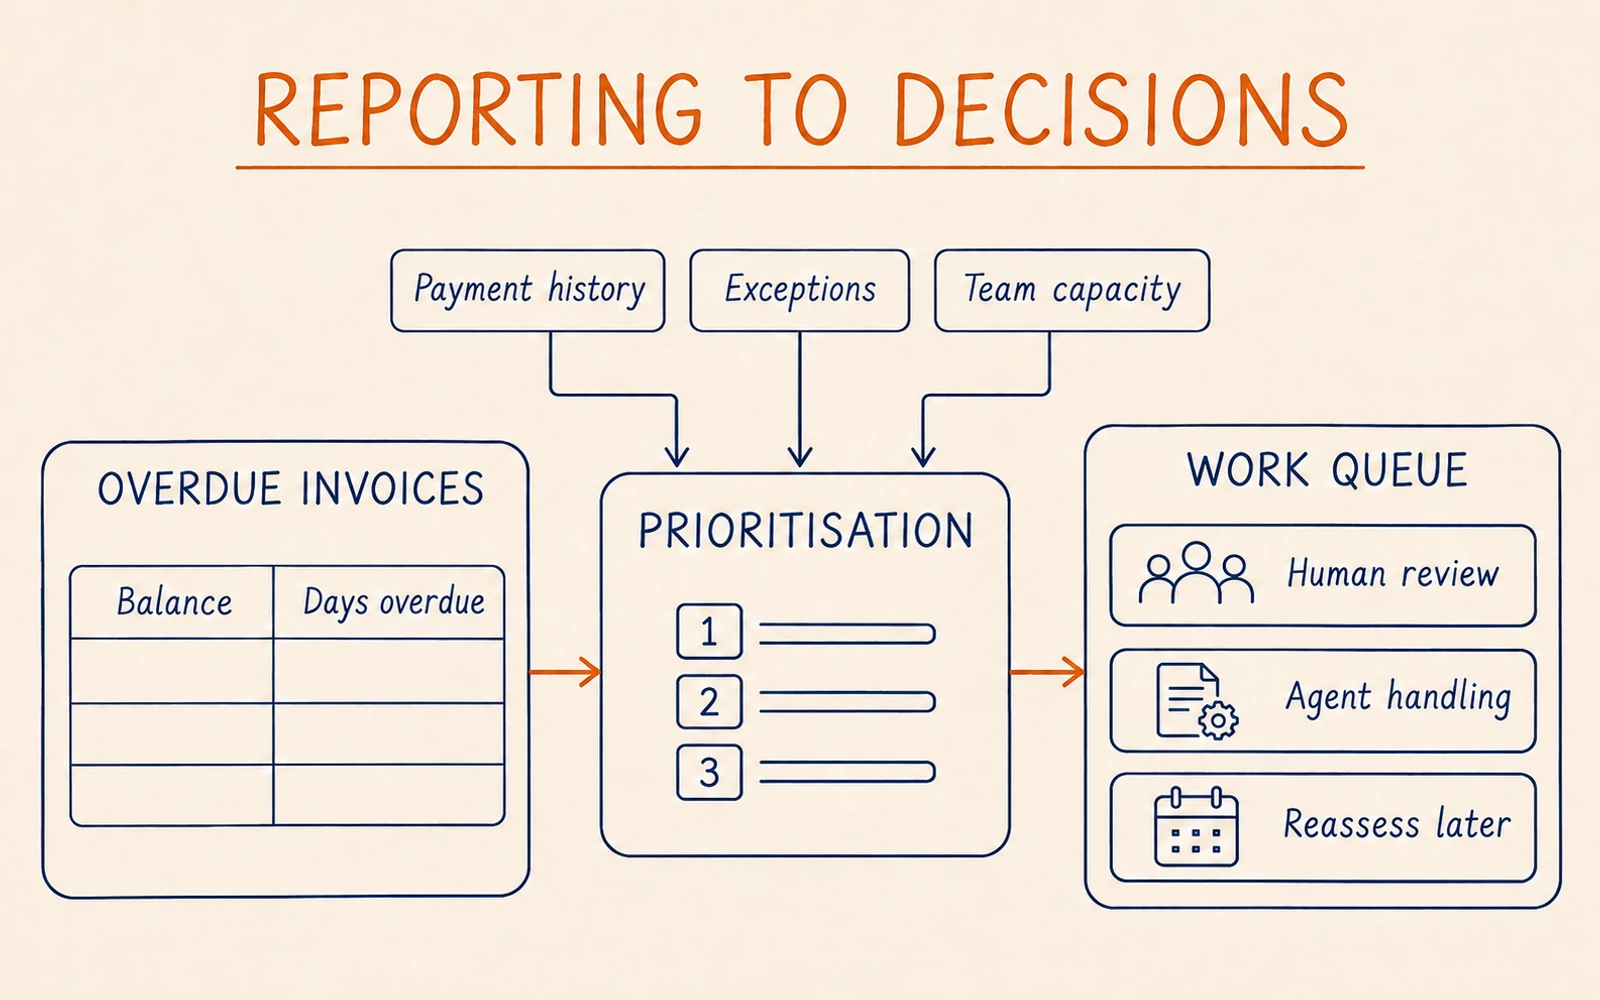 REPORTING TO DECISIONS
Payment history
Exceptions
Team capacity
OVERDUE INVOICES
Balance
Days overdue
PRIORITISATION
1
2
3
WORK QUEUE
Human review
Agent handling
Reassess later